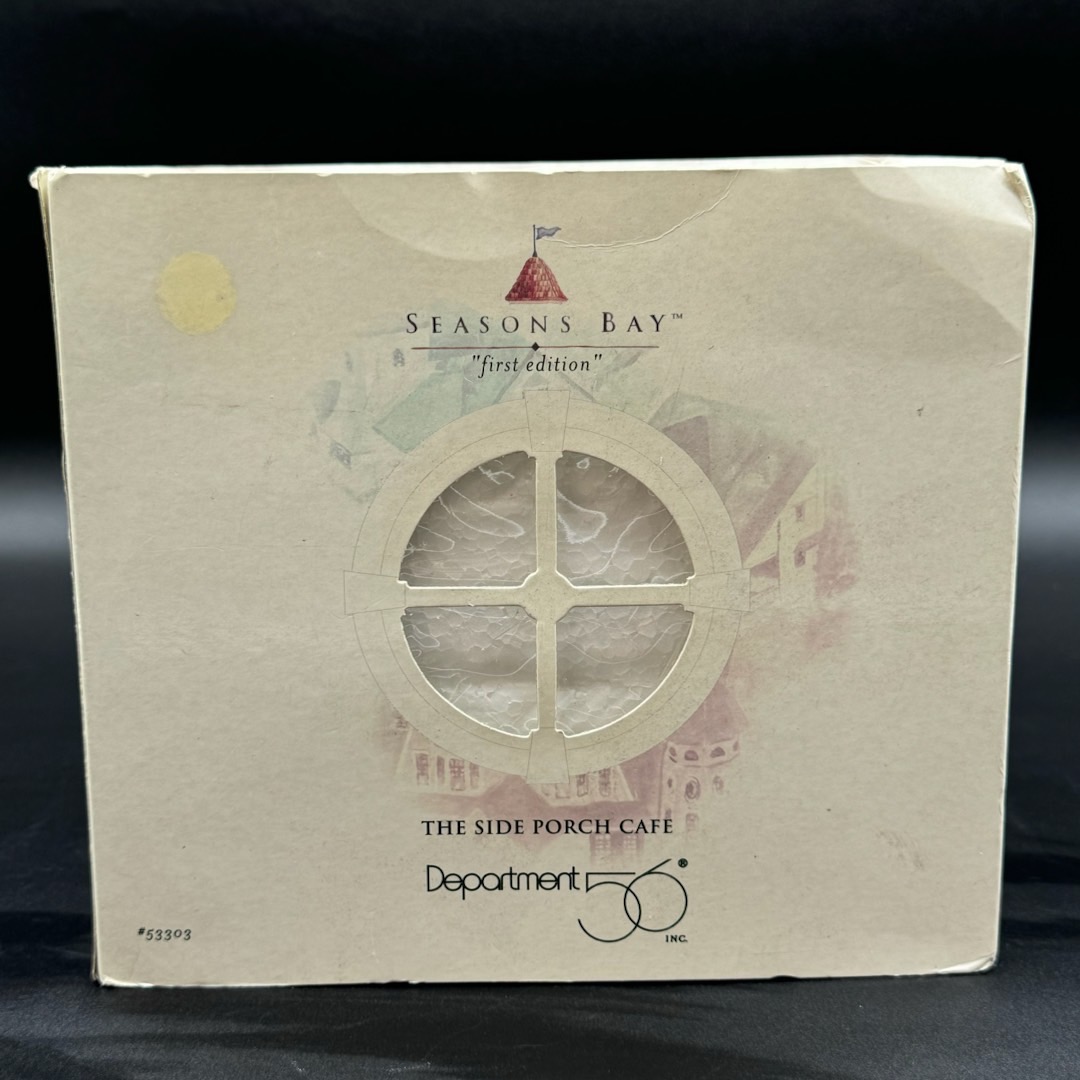 SEASONS BAY™
"first edition"
THE SIDE PORCH CAFE
Department 56®
INC.
#53303